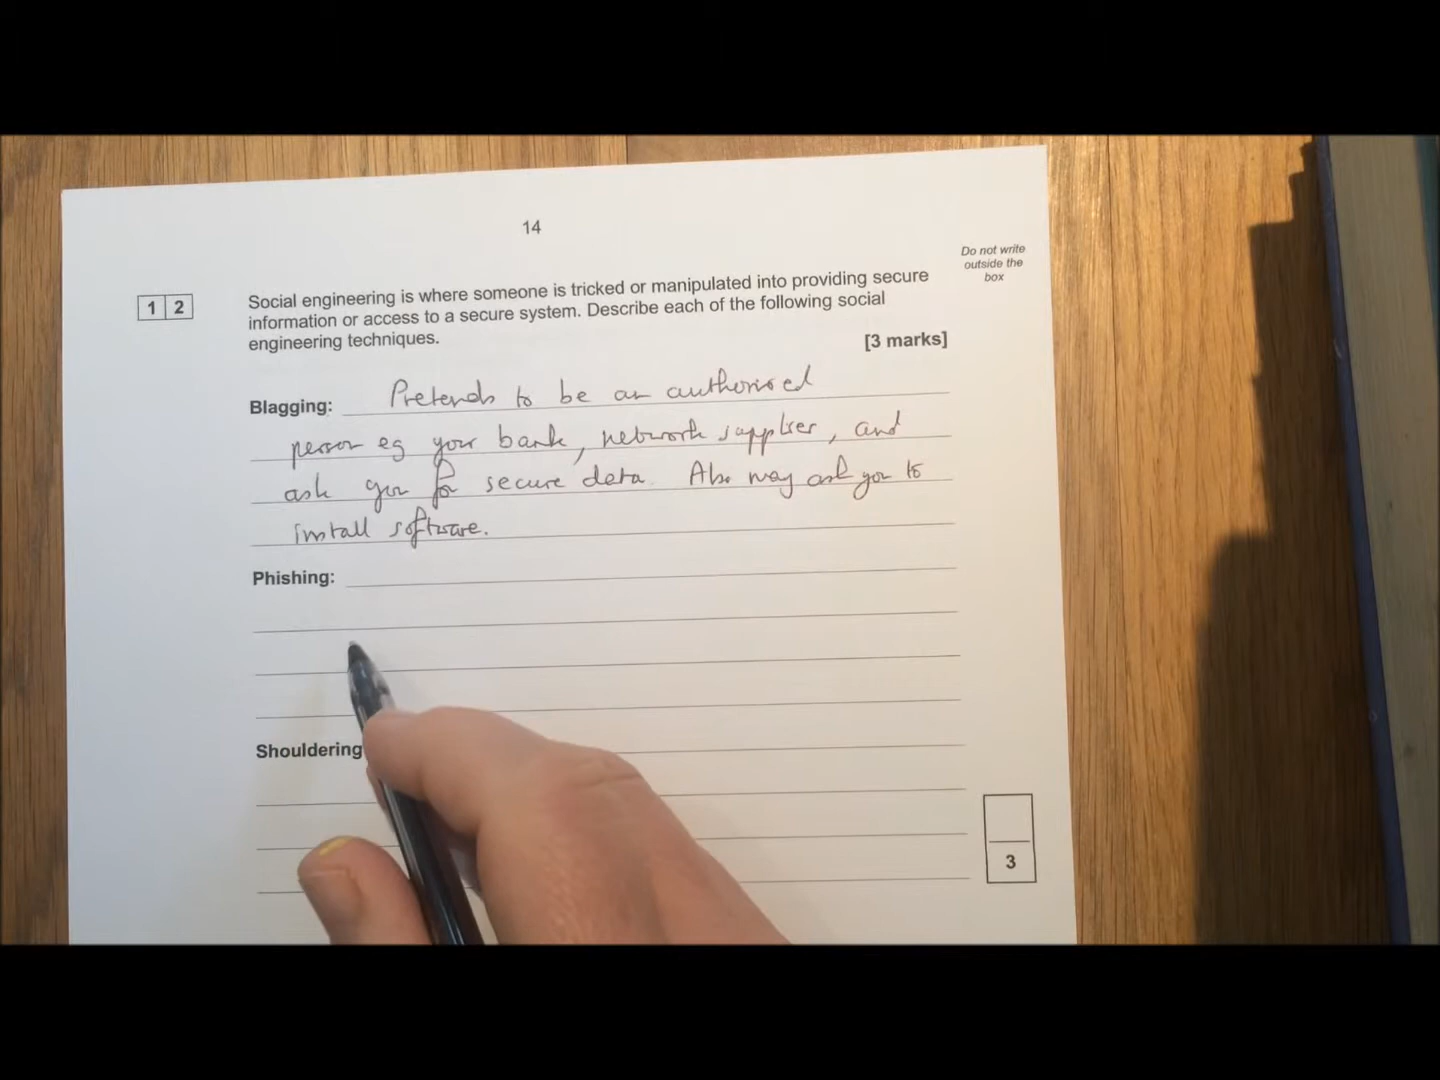 14
Do not write
outside the
box
1 2
Social engineering is where someone is tricked or manipulated into providing secure
information or access to a secure system. Describe each of the following social
engineering techniques.
[3 marks]
Blagging: Pretends to be an authorised
person eg your bank, network supplier, and
ask you for secure data. Also may ask you to
install software.
Phishing:
Shouldering
3